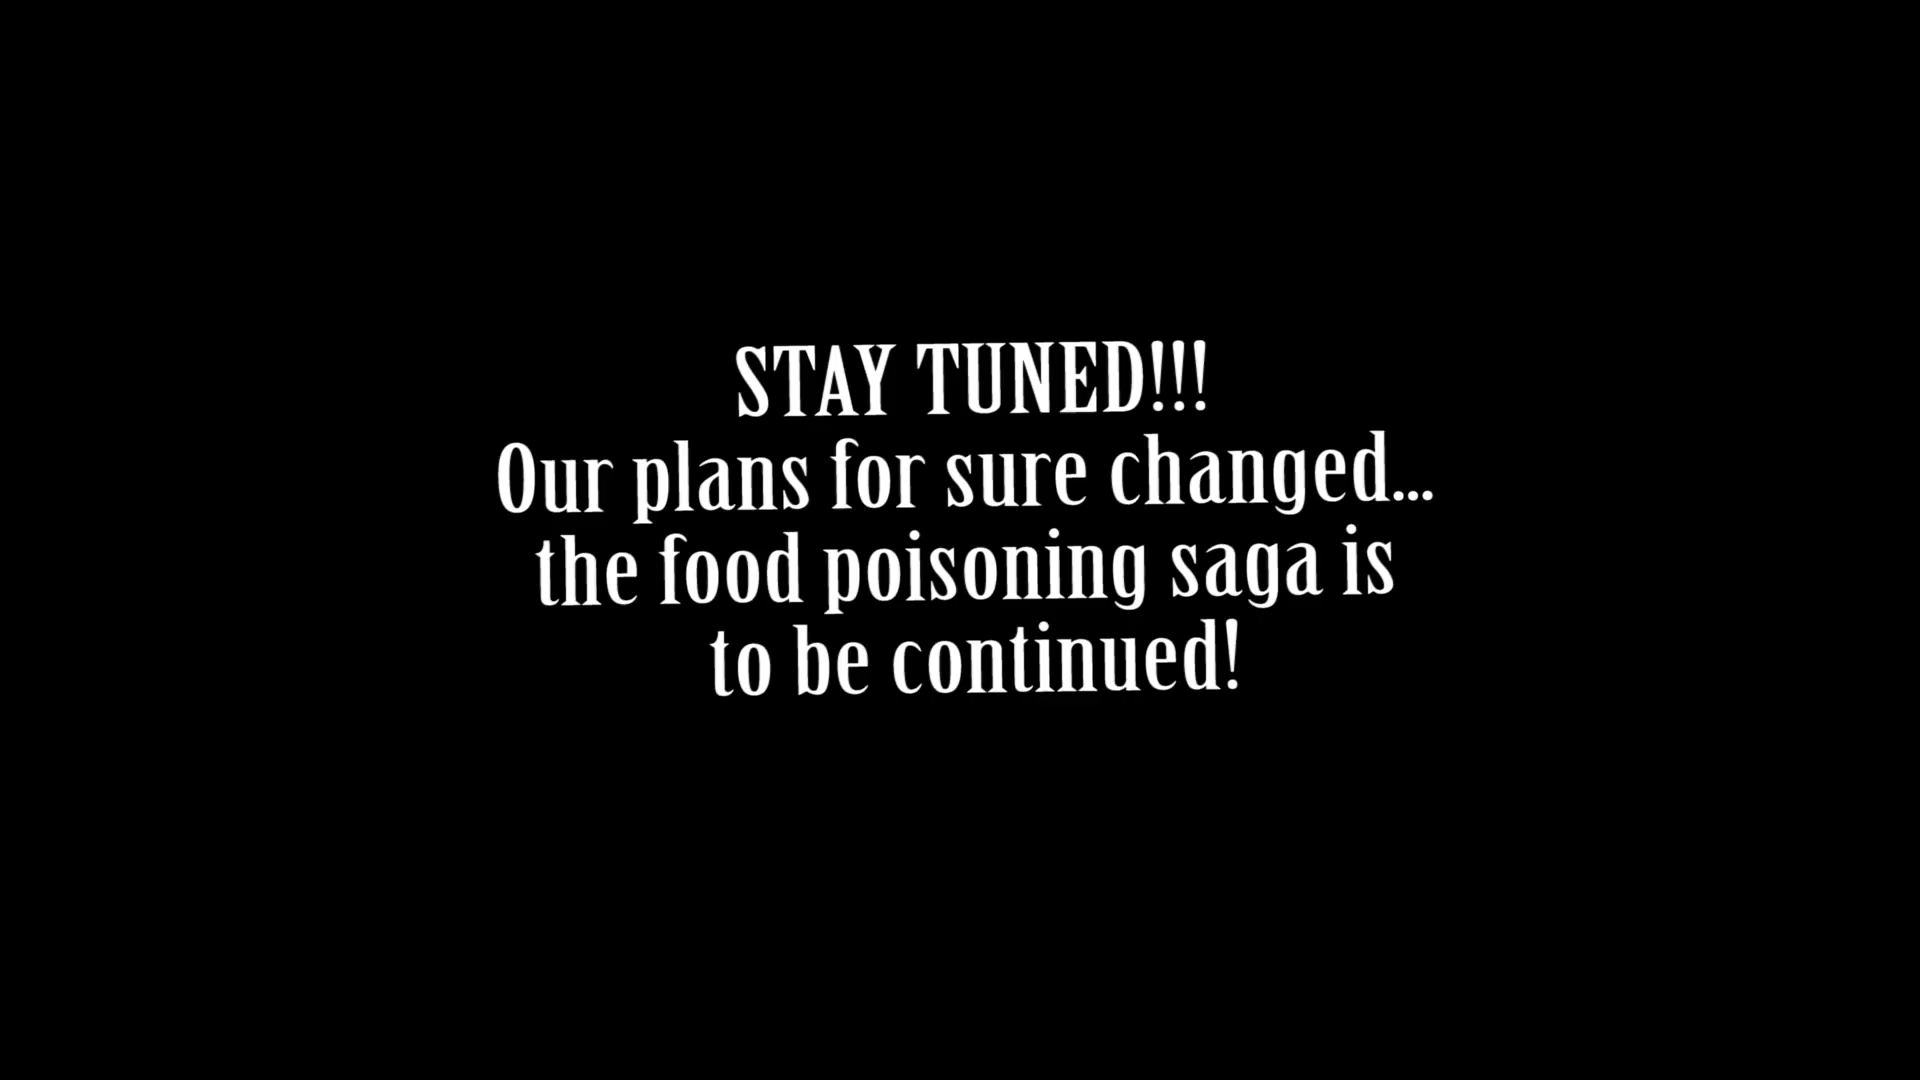 STAY TUNED!!!
Our plans for sure changed...
the food poisoning saga is
to be continued!